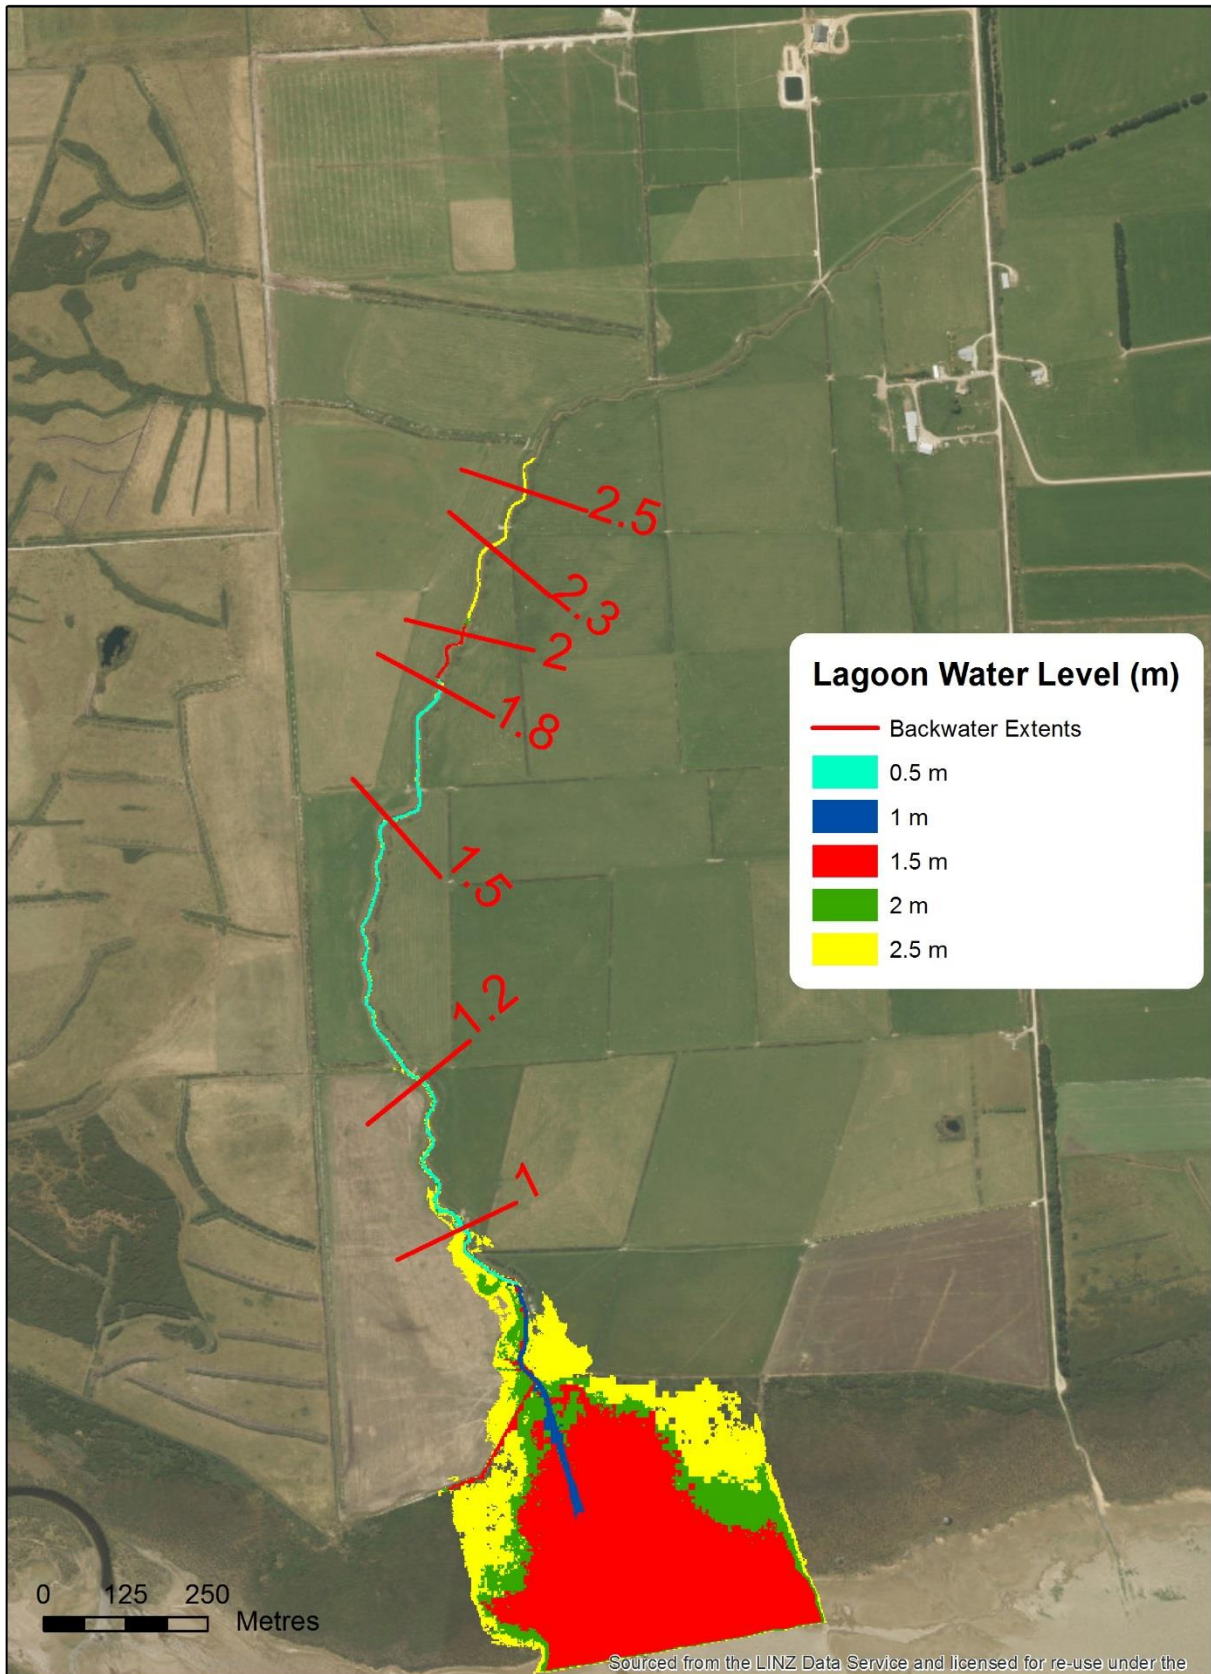 2.5
2.3
2
1.8
1.5
1.2
1
Lagoon Water Level (m)
Backwater Extents
0.5 m
1 m
1.5 m
2 m
2.5 m
0 125 250
Metres
Sourced from the LINZ Data Service and licensed for re-use under the